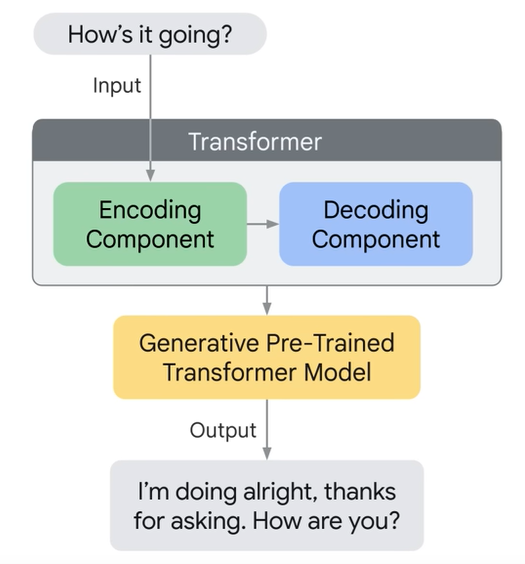 How's it going?
Input
Transformer
Encoding
Component
Decoding
Component
Generative Pre-Trained
Transformer Model
Output
I'm doing alright, thanks
for asking. How are you?